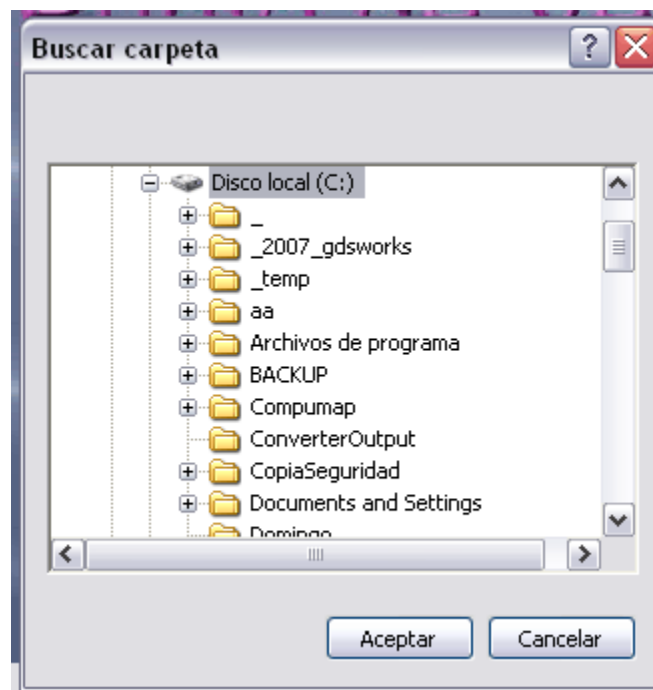 Buscar carpeta
Disco local (C:)
_
_2007_gdsworks
_temp
aa
Archivos de programa
BACKUP
Compumap
ConverterOutput
CopiaSeguridad
Documents and Settings
Domingo
Aceptar
Cancelar